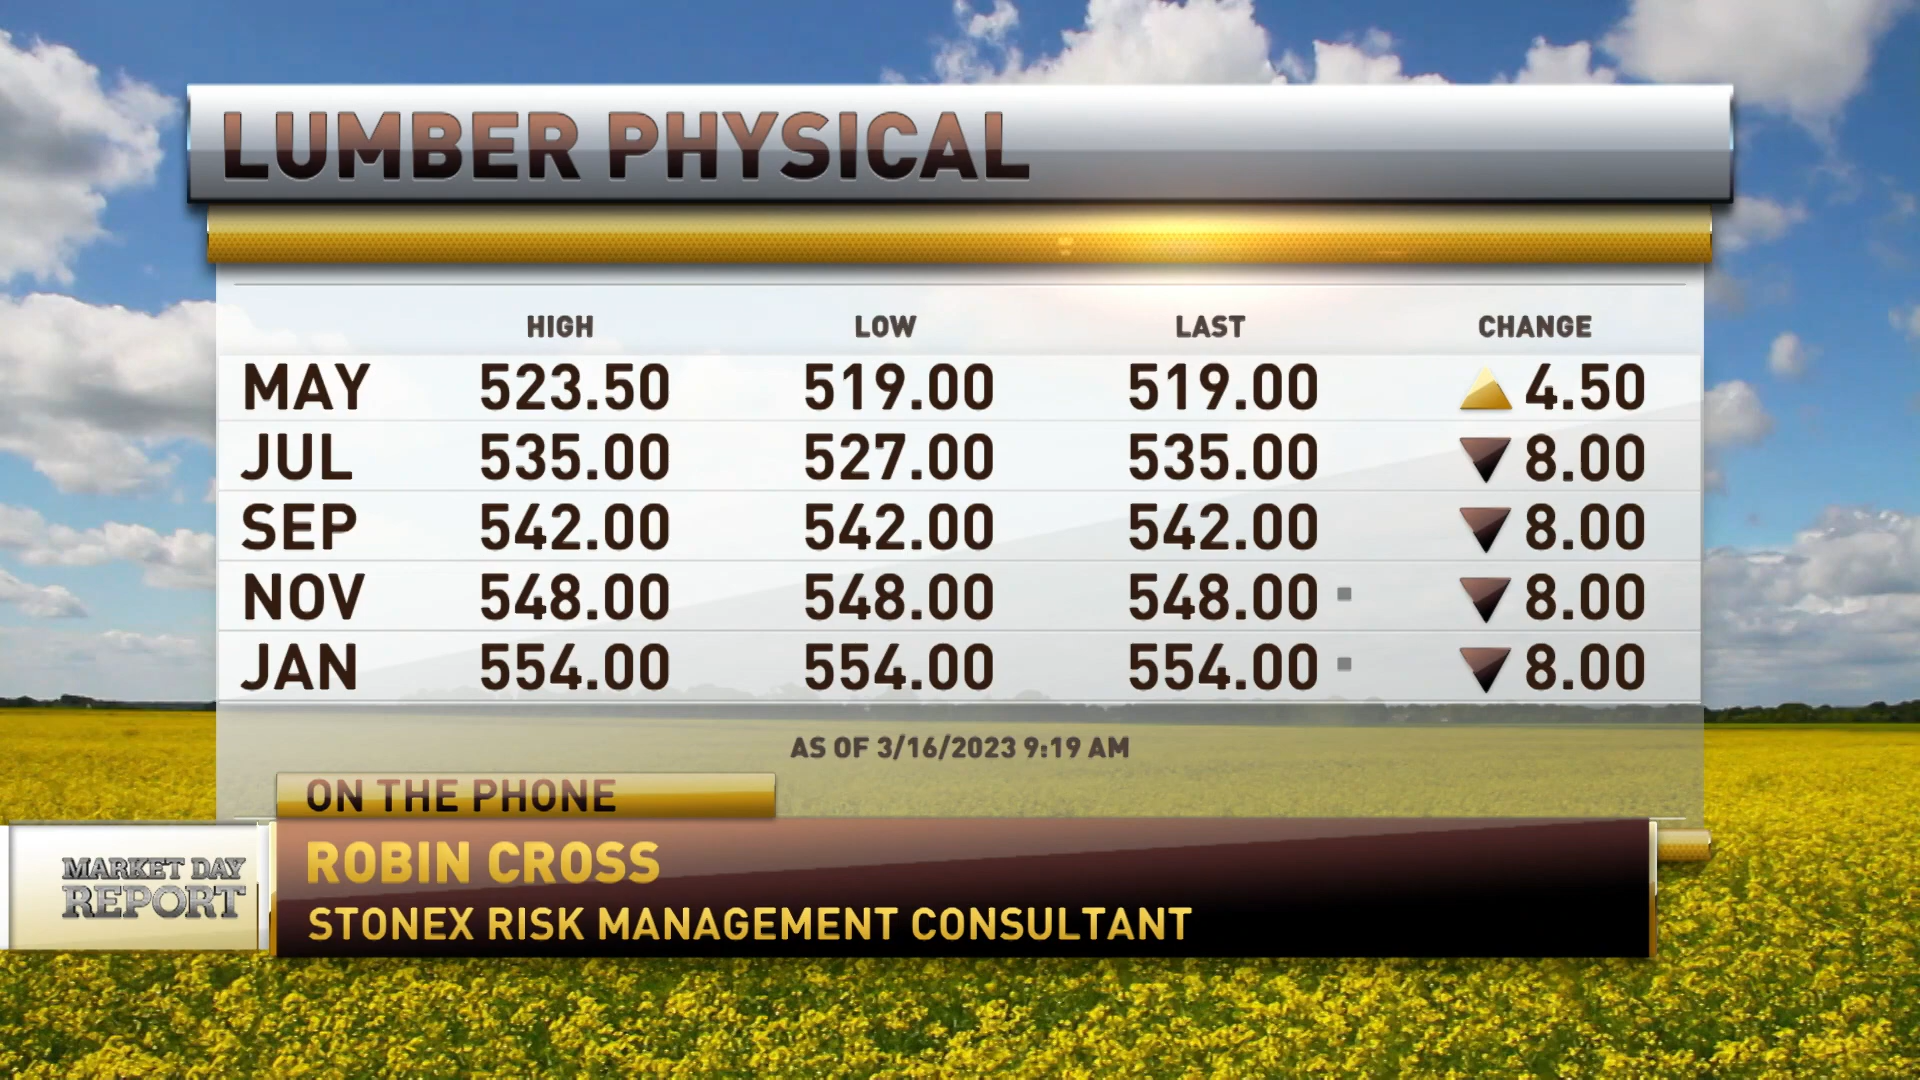 LUMBER PHYSICAL
HIGH LOW LAST CHANGE
MAY 523.50 519.00 519.00 ▲ 4.50
JUL 535.00 527.00 535.00 ▼ 8.00
SEP 542.00 542.00 542.00 ▼ 8.00
NOV 548.00 548.00 548.00 ▪ ▼ 8.00
JAN 554.00 554.00 554.00 ▪ ▼ 8.00
AS OF 3/16/2023 9:19 AM
ON THE PHONE
ROBIN CROSS
STONEX RISK MANAGEMENT CONSULTANT
MARKET DAY
REPORT